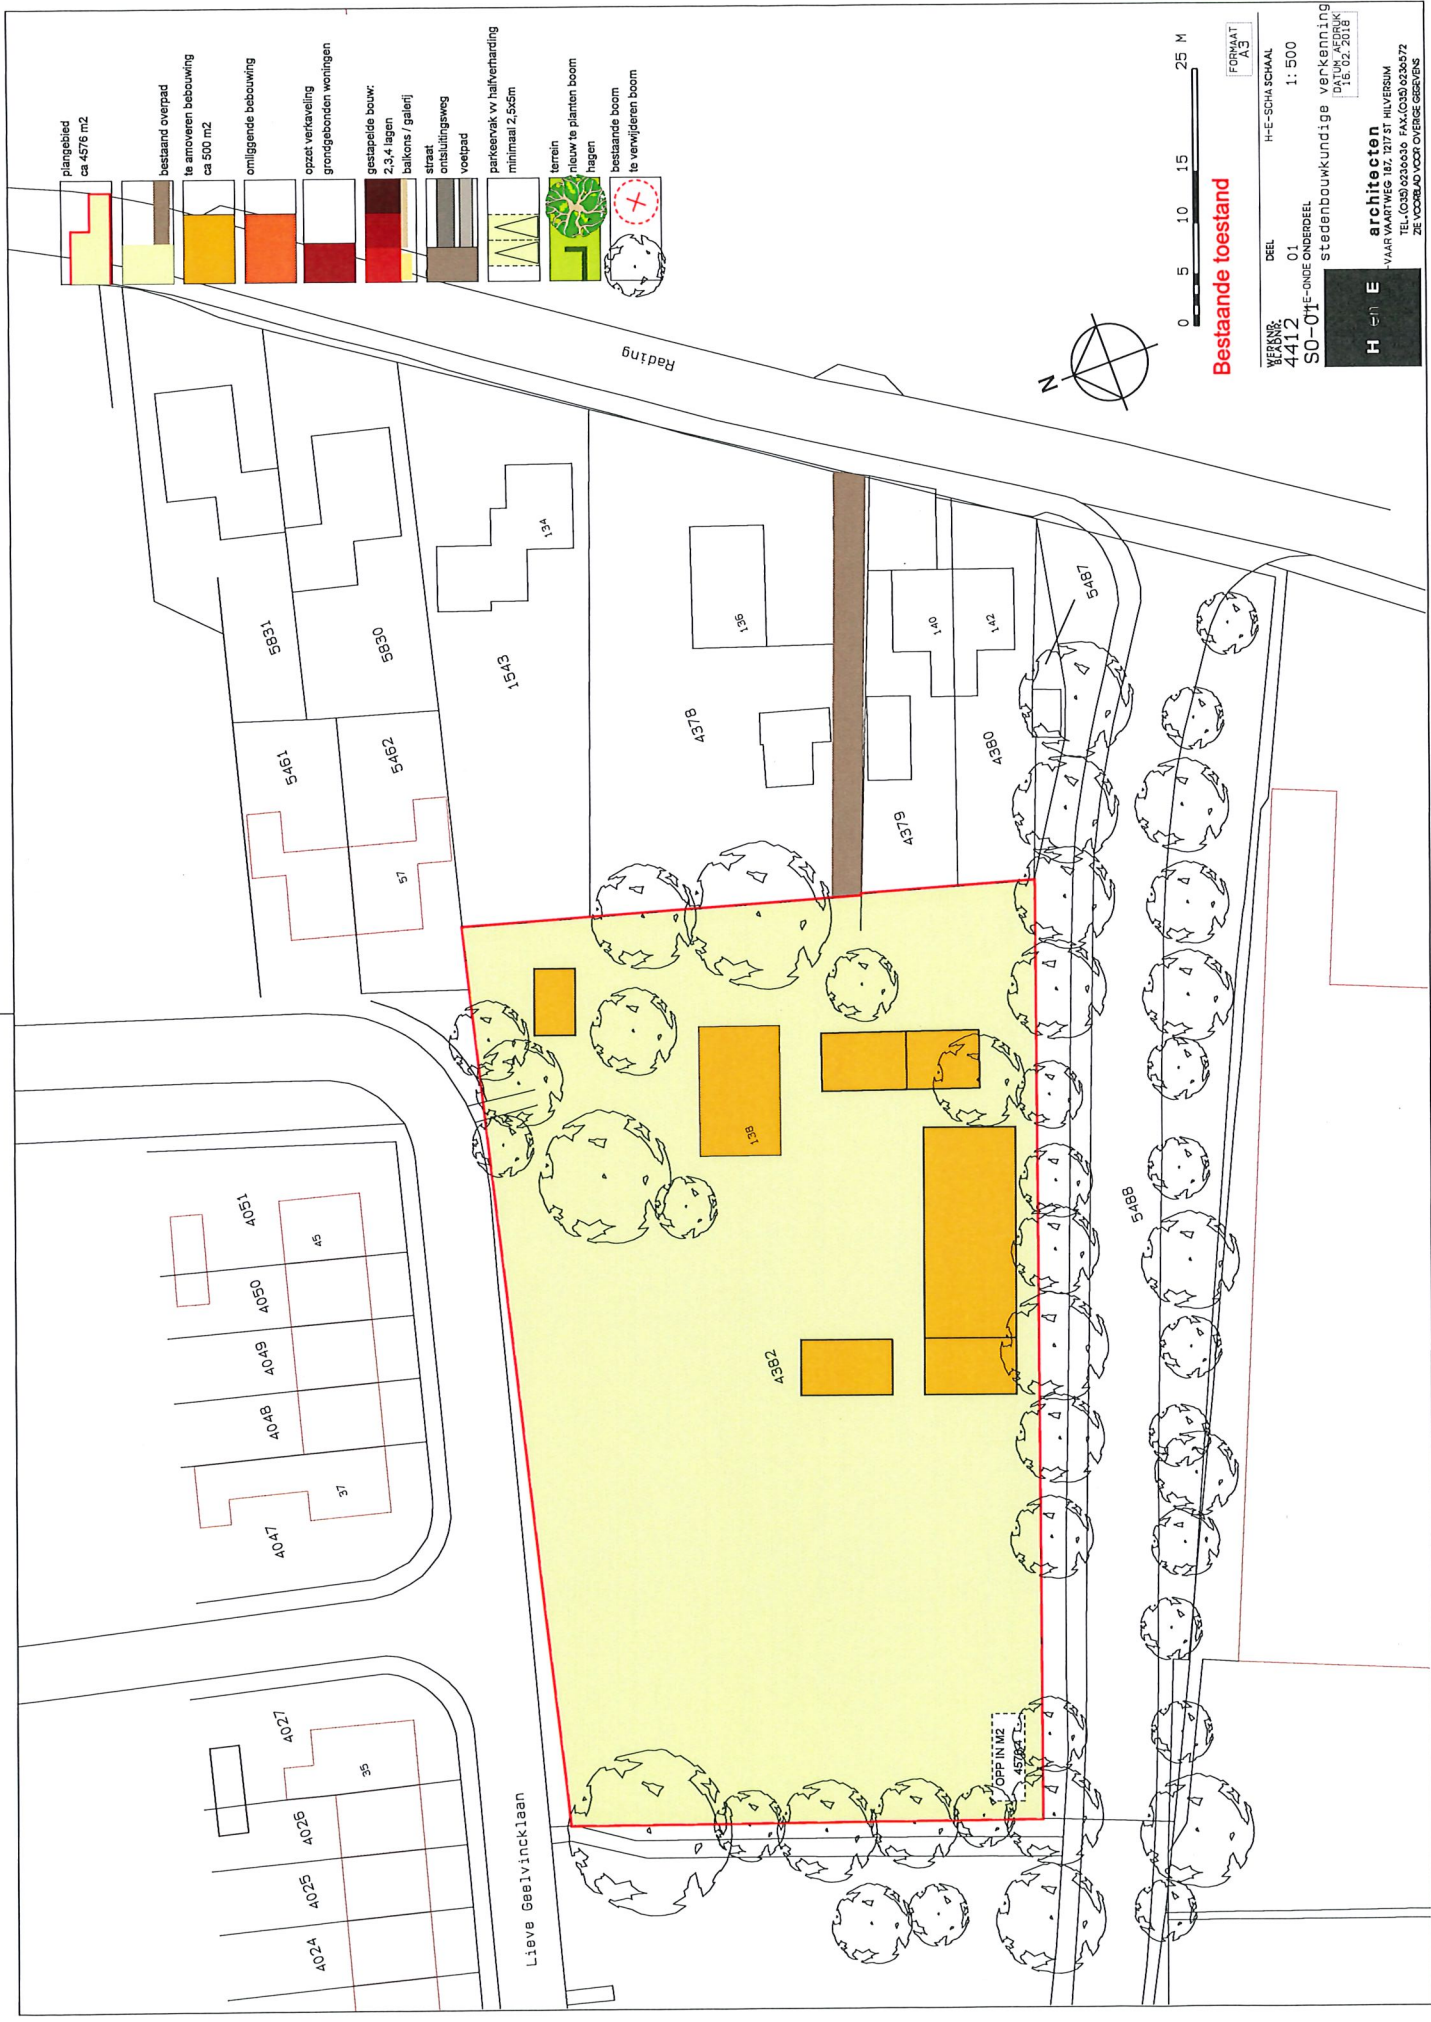 plangebied
ca 4576 m2
bestaand overpad
te amoveren bebouwing
ca 500 m2
omliggende bebouwing
opzet verkaveling
grondgebonden woningen
gestapelde bouw:
2,3,4 lagen
balkons / galerij
straat
ontsluitingsweg
voetpad
parkeervak vv halfverharding
minimaal 2,5x5m
terrein
nieuw te planten boom
hagen
bestaande boom
te verwijderen boom
0 5 10 15 25 M
N
Bestaande toestand
FORMAAT
A3
WERKNR.
BLADNR.
DEEL
H-E-SCHA SCHAAL
4412
01
1: 500
SO-01
H-E-ONDE ONDERDEEL
stedenbouwkundige verkenning
DATUM AFDRUK
16.02.2018
H en E
architecten
VAARTWEG 187, 1217 ST HILVERSUM
TEL.(035)6236636 FAX.(035)6236572
ZIE VOORBLAD VOOR OVERIGE GEGEVENS
Rading
5831
5830
1543
134
5461
5462
57
4378
136
4379
4380
140
142
5487
5488
138
4382
OPP IN M2
4051
45
4050
4049
4048
37
4047
4027
35
4026
4025
4024
Lieve Geelvincklaan